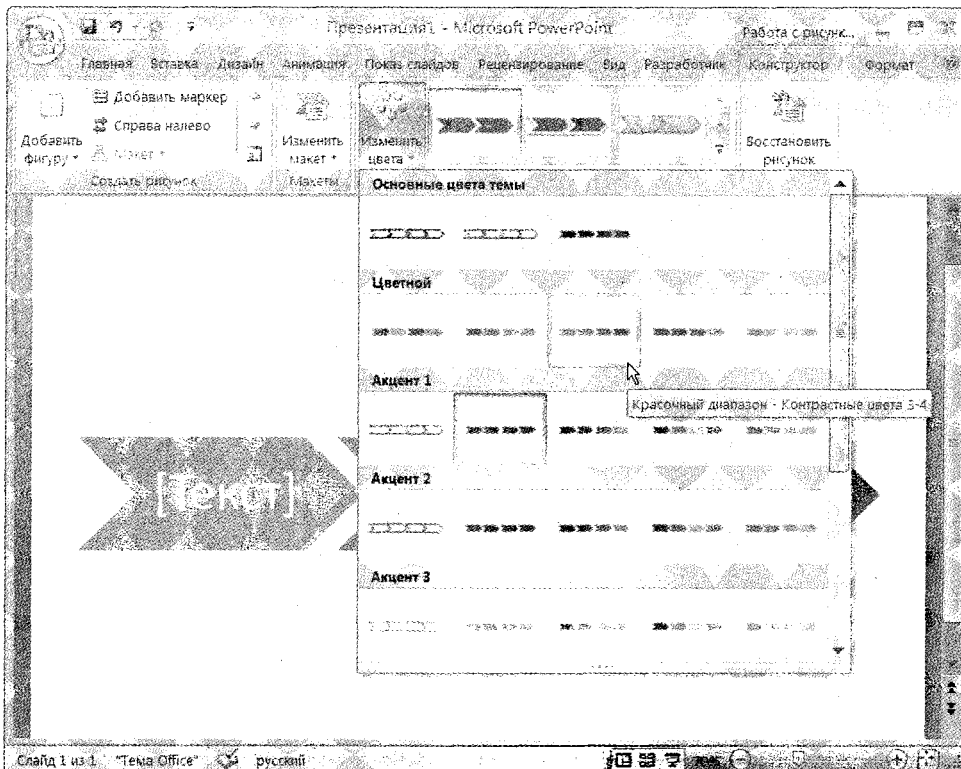 Презентация1 - Microsoft PowerPoint
Работа с рисунк...
Главная Вставка Дизайн Анимация Показ слайдов Рецензирование Вид Разработчик Конструктор Формат
Добавить фигуру
Добавить маркер
Справа налево
Макет
Создать рисунок
Изменить макет
Макеты
Изменить цвета
Восстановить рисунок
Основные цвета темы
Цветной
Акцент 1
Красочный диапазон - Контрастные цвета 3-4
Акцент 2
[Текст]
Акцент 3
Слайд 1 из 1 "Тема Office" русский